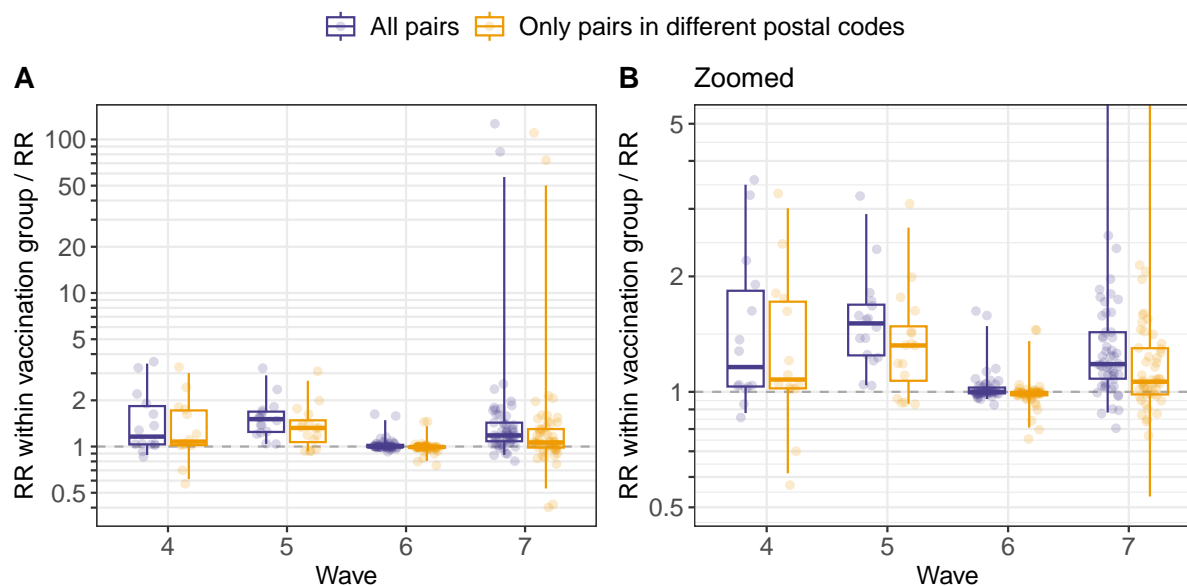 All pairs
Only pairs in different postal codes
A
RR within vaccination group / RR
100
50
20
10
5
2
1
0.5
4 5 6 7
Wave
B Zoomed
RR within vaccination group / RR
5
2
1
0.5
4 5 6 7
Wave